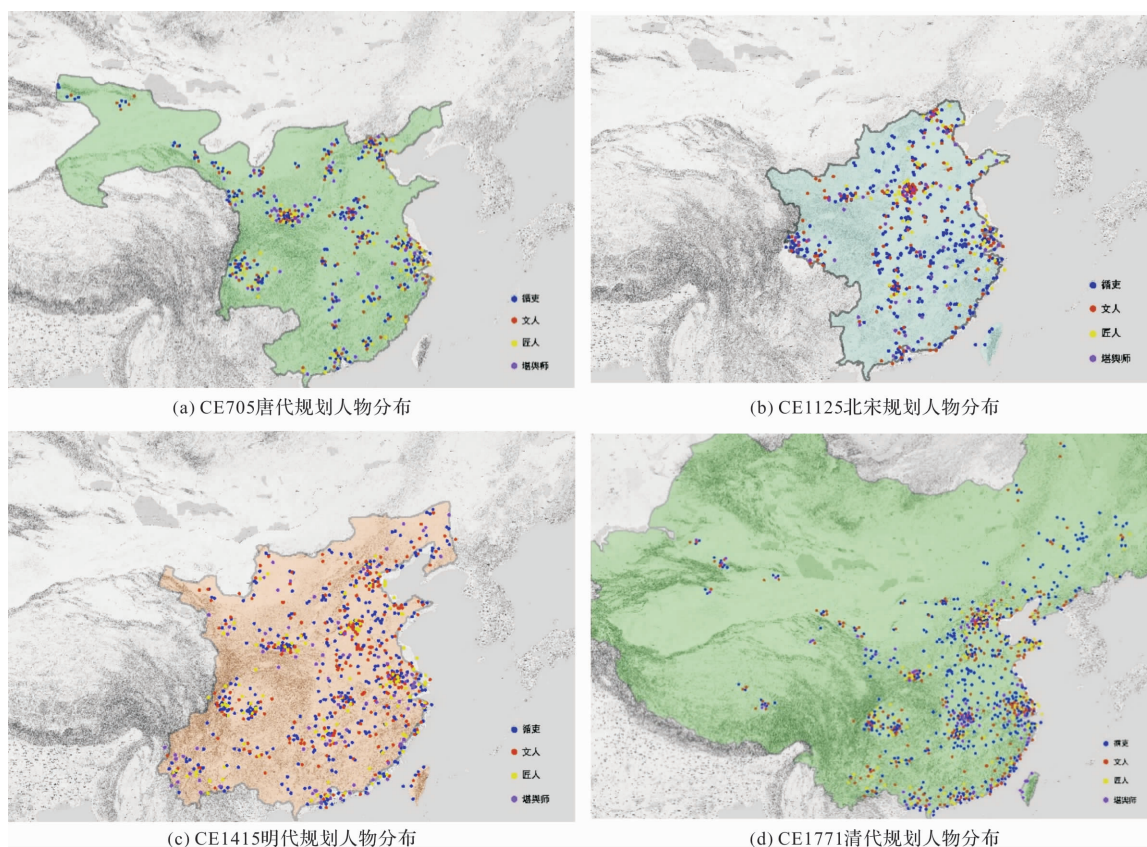 循吏
文人
匠人
堪舆师
(a) CE705唐代规划人物分布
循吏
文人
匠人
堪舆师
(b) CE1125北宋规划人物分布
循吏
文人
匠人
堪舆师
(c) CE1415明代规划人物分布
循吏
文人
匠人
堪舆师
(d) CE1771清代规划人物分布